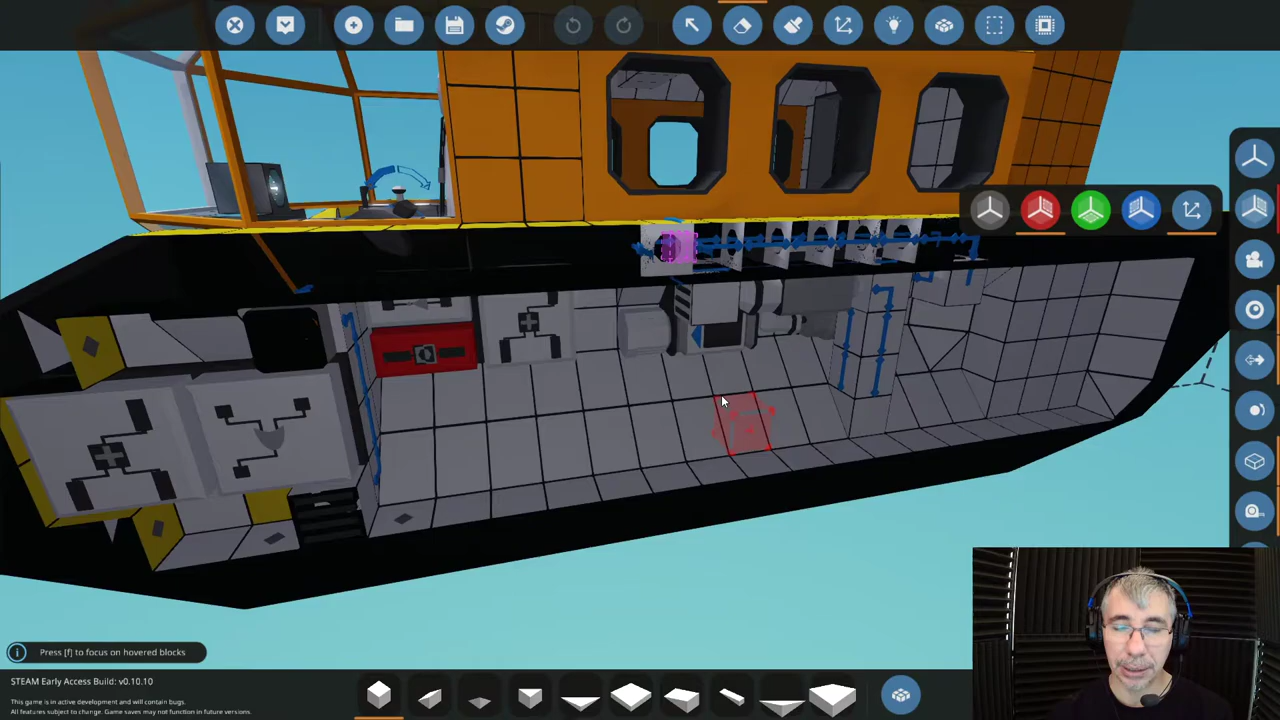 Press [f] to focus on hovered blocks
STEAM Early Access Build: v0.10.10
This game is in active development and will contain bugs.
All features subject to change. Game saves may not function in future versions.